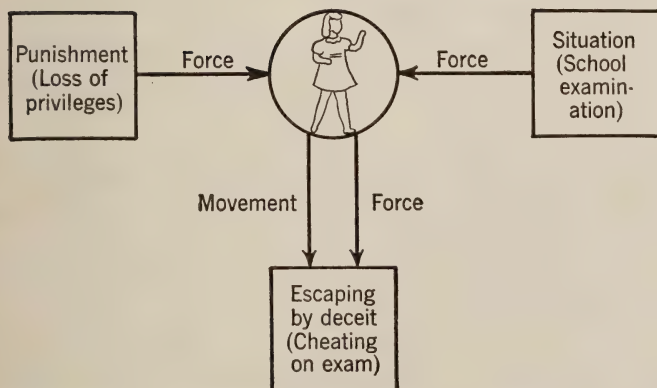 Punishment
(Loss of
privileges)
Force
Force
Situation
(School
examin-
ation)
Movement
Force
Escaping
by deceit
(Cheating
on exam)